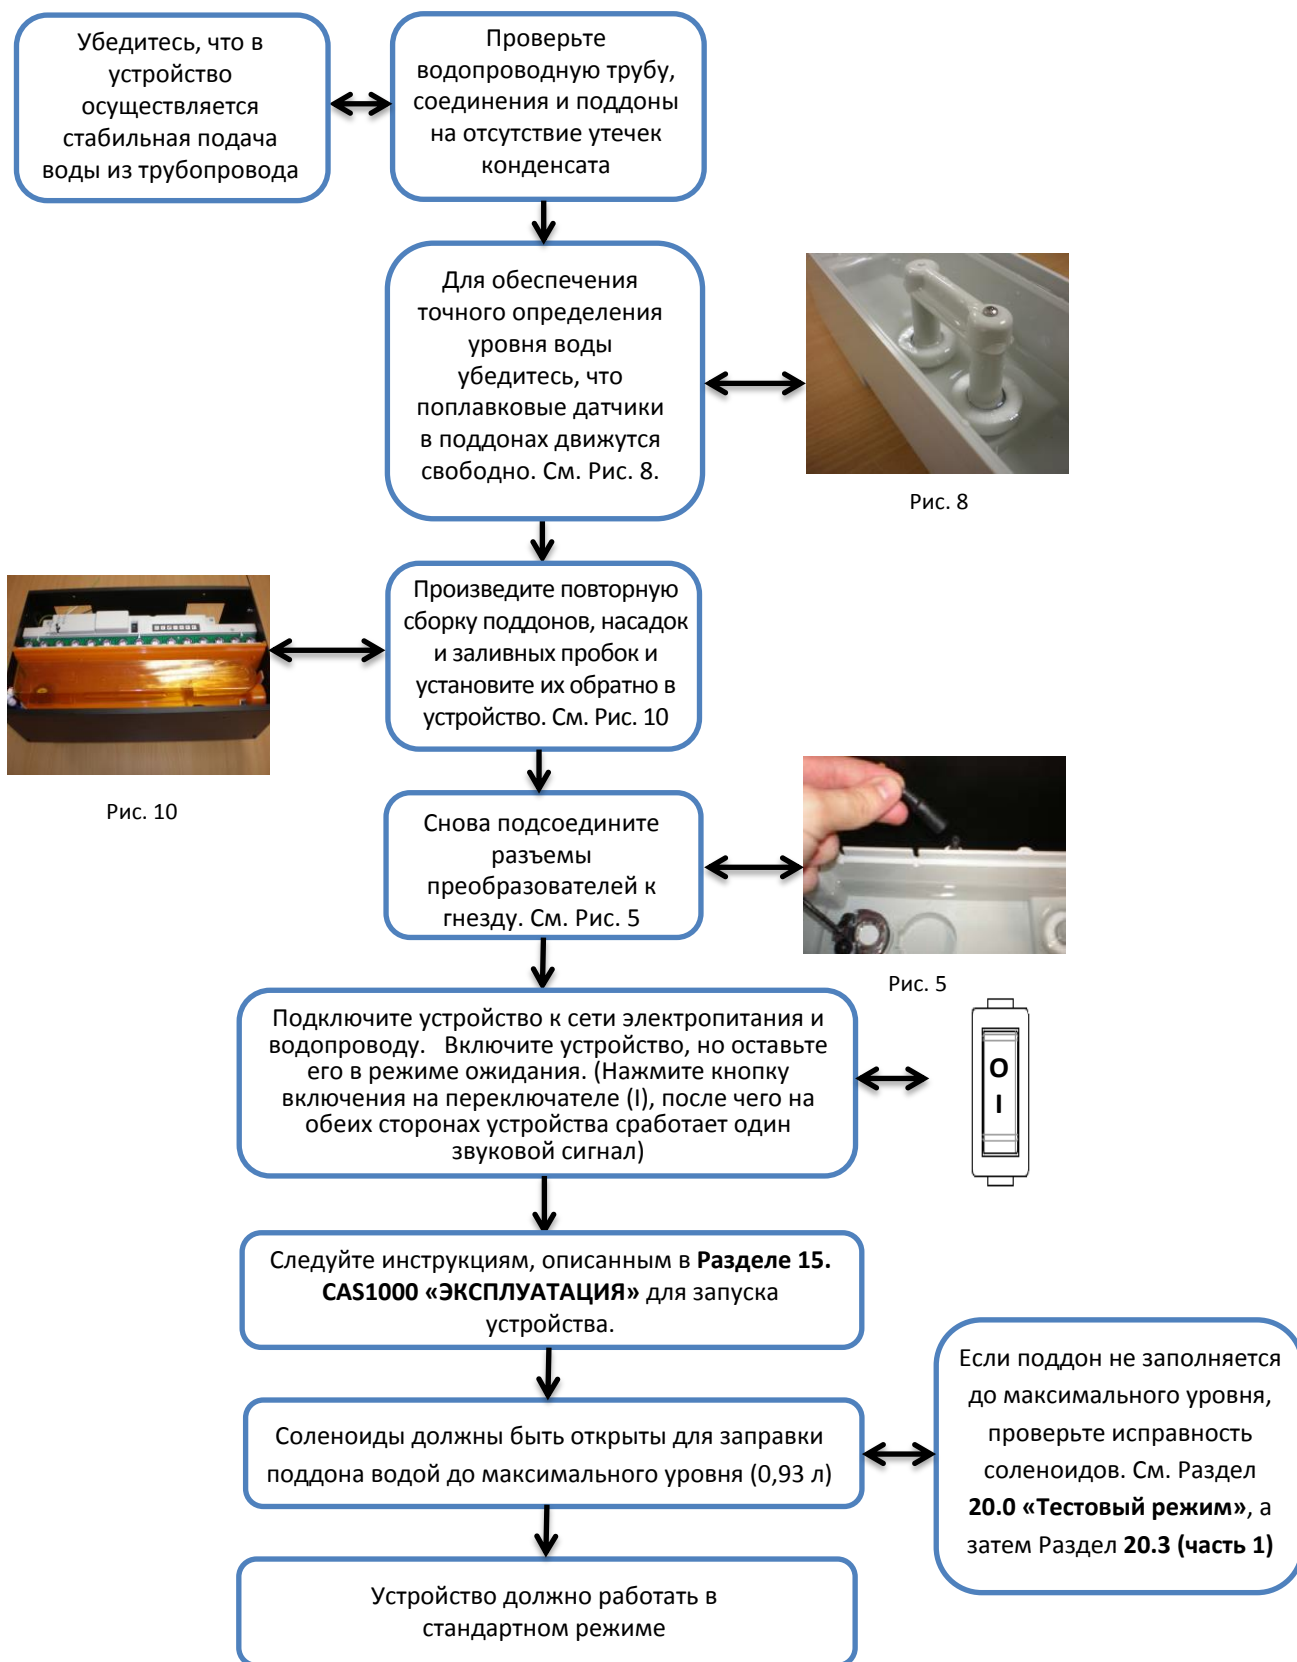 Убедитесь, что в
устройство
осуществляется
стабильная подача
воды из трубопровода
Проверьте
водопроводную трубу,
соединения и поддоны
на отсутствие утечек
конденсата
Для обеспечения
точного определения
уровня воды
убедитесь, что
поплавковые датчики
в поддонах движутся
свободно. См. Рис. 8.
Рис. 8
Произведите повторную
сборку поддонов, насадок
и заливных пробок и
установите их обратно в
устройство. См. Рис. 10
Рис. 10
Снова подсоедините
разъемы
преобразователей к
гнезду. См. Рис. 5
Рис. 5
Подключите устройство к сети электропитания и
водопроводу. Включите устройство, но оставьте
его в режиме ожидания. (Нажмите кнопку
включения на переключателе (I), после чего на
обеих сторонах устройства сработает один
звуковой сигнал)
O
I
Следуйте инструкциям, описанным в Разделе 15.
CAS1000 «ЭКСПЛУАТАЦИЯ» для запуска
устройства.
Соленоиды должны быть открыты для заправки
поддона водой до максимального уровня (0,93 л)
Если поддон не заполняется
до максимального уровня,
проверьте исправность
соленоидов. См. Раздел
20.0 «Тестовый режим», а
затем Раздел 20.3 (часть 1)
Устройство должно работать в
стандартном режиме